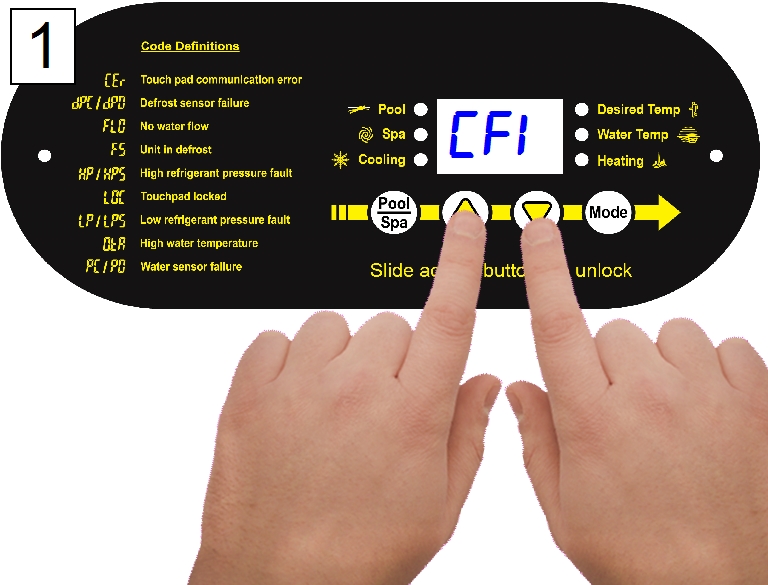 1
Code Definitions
CEr Touch pad communication error
dPC / dPO Defrost sensor failure
FLO No water flow
FS Unit in defrost
HP / HPS High refrigerant pressure fault
LOC Touchpad locked
LP / LPS Low refrigerant pressure fault
OtA High water temperature
PC / PO Water sensor failure
Pool
Spa
Cooling
CF1
Desired Temp
Water Temp
Heating
Pool
Spa
Mode
Slide unlock